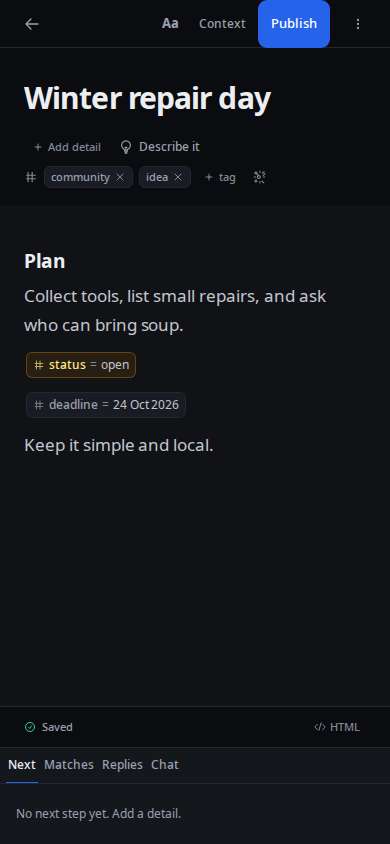 Aa Context Publish
Winter repair day
+ Add detail Describe it
# community × idea × + tag
Plan
Collect tools, list small repairs, and ask
who can bring soup.
# status = open
# deadline = 24 Oct 2026
Keep it simple and local.
Saved </> HTML
Next Matches Replies Chat
No next step yet. Add a detail.